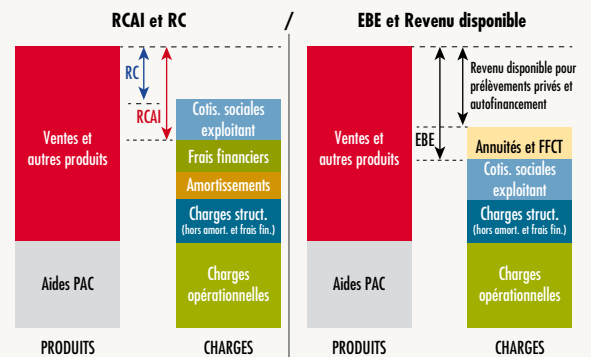 RCAI et RC
/
EBE et Revenu disponible
RC
RCAI
Ventes et
autres produits
Aides PAC
Cotis. sociales
exploitant
Frais financiers
Amortissements
Charges struct.
(hors amort. et frais fin.)
Charges
opérationnelles
PRODUITS
CHARGES
EBE
Revenu disponible pour
prélèvements privés et
autofinancement
Ventes et
autres produits
Aides PAC
Annuités et FFCT
Cotis. sociales
exploitant
Charges struct.
(hors amort. et frais fin.)
Charges
opérationnelles
PRODUITS
CHARGES